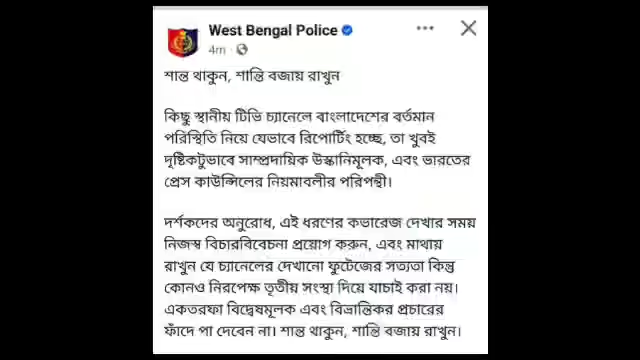 West Bengal Police
4m
শান্ত থাকুন, শান্তি বজায় রাখুন
কিছু স্থানীয় টিভি চ্যানেলে বাংলাদেশের বর্তমান
পরিস্থিতি নিয়ে যেভাবে রিপোর্টিং হচ্ছে, তা খুবই
দৃষ্টিকটুভাবে সাম্প্রদায়িক উস্কানিমূলক, এবং ভারতের
প্রেস কাউন্সিলের নিয়মাবলীর পরিপন্থী।
দর্শকদের অনুরোধ, এই ধরণের কভারেজ দেখার সময়
নিজস্ব বিচারবিবেচনা প্রয়োগ করুন, এবং মাথায়
রাখুন যে চ্যানেলের দেখানো ফুটেজের সত্যতা কিন্তু
কোনও নিরপেক্ষ তৃতীয় সংস্থা দিয়ে যাচাই করা নয়।
একতরফা বিদ্বেষমূলক এবং বিভ্রান্তিকর প্রচারের
ফাঁদে পা দেবেন না। শান্ত থাকুন, শান্তি বজায় রাখুন।